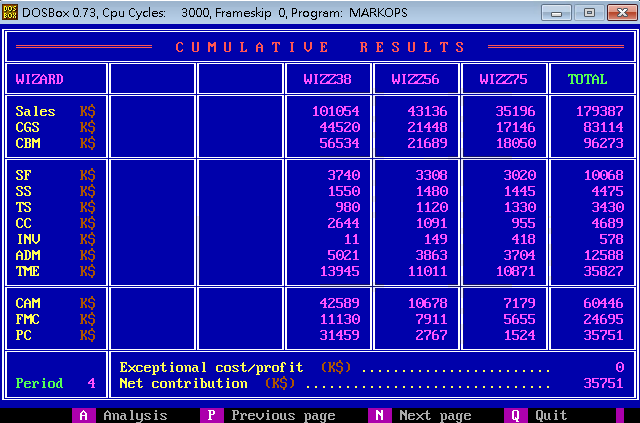 DOSBox 0.73, Cpu Cycles: 3000, Frameskip 0, Program: MARKOPS
CUMULATIVE RESULTS
WIZARD WIZZ38 WIZZ56 WIZZ75 TOTAL
Sales K$ 101054 43136 35196 179387
CGS K$ 44520 21448 17146 83114
CBM K$ 56534 21689 18050 96273
SF K$ 3740 3308 3020 10068
SS K$ 1550 1480 1445 4475
TS K$ 980 1120 1330 3430
CC K$ 2644 1091 955 4689
INV K$ 11 149 418 578
ADM K$ 5021 3863 3704 12588
TME K$ 13945 11011 10871 35827
CAM K$ 42589 10678 7179 60446
FMC K$ 11130 7911 5655 24695
PC K$ 31459 2767 1524 35751
Exceptional cost/profit (K$) ........................ 0
Period 4 Net contribution (K$) ............................... 35751
A Analysis P Previous page N Next page Q Quit